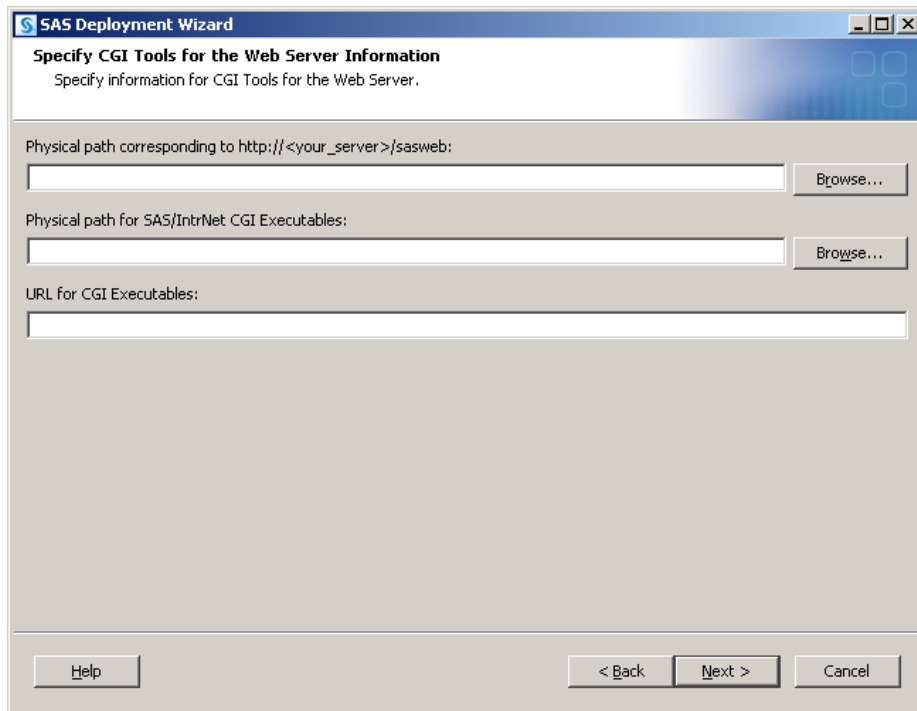 SAS Deployment Wizard
Specify CGI Tools for the Web Server Information
Specify information for CGI Tools for the Web Server.
Physical path corresponding to http://<your_server>/sasweb:
Browse...
Physical path for SAS/IntrNet CGI Executables:
Browse...
URL for CGI Executables:
Help
< Back
Next >
Cancel